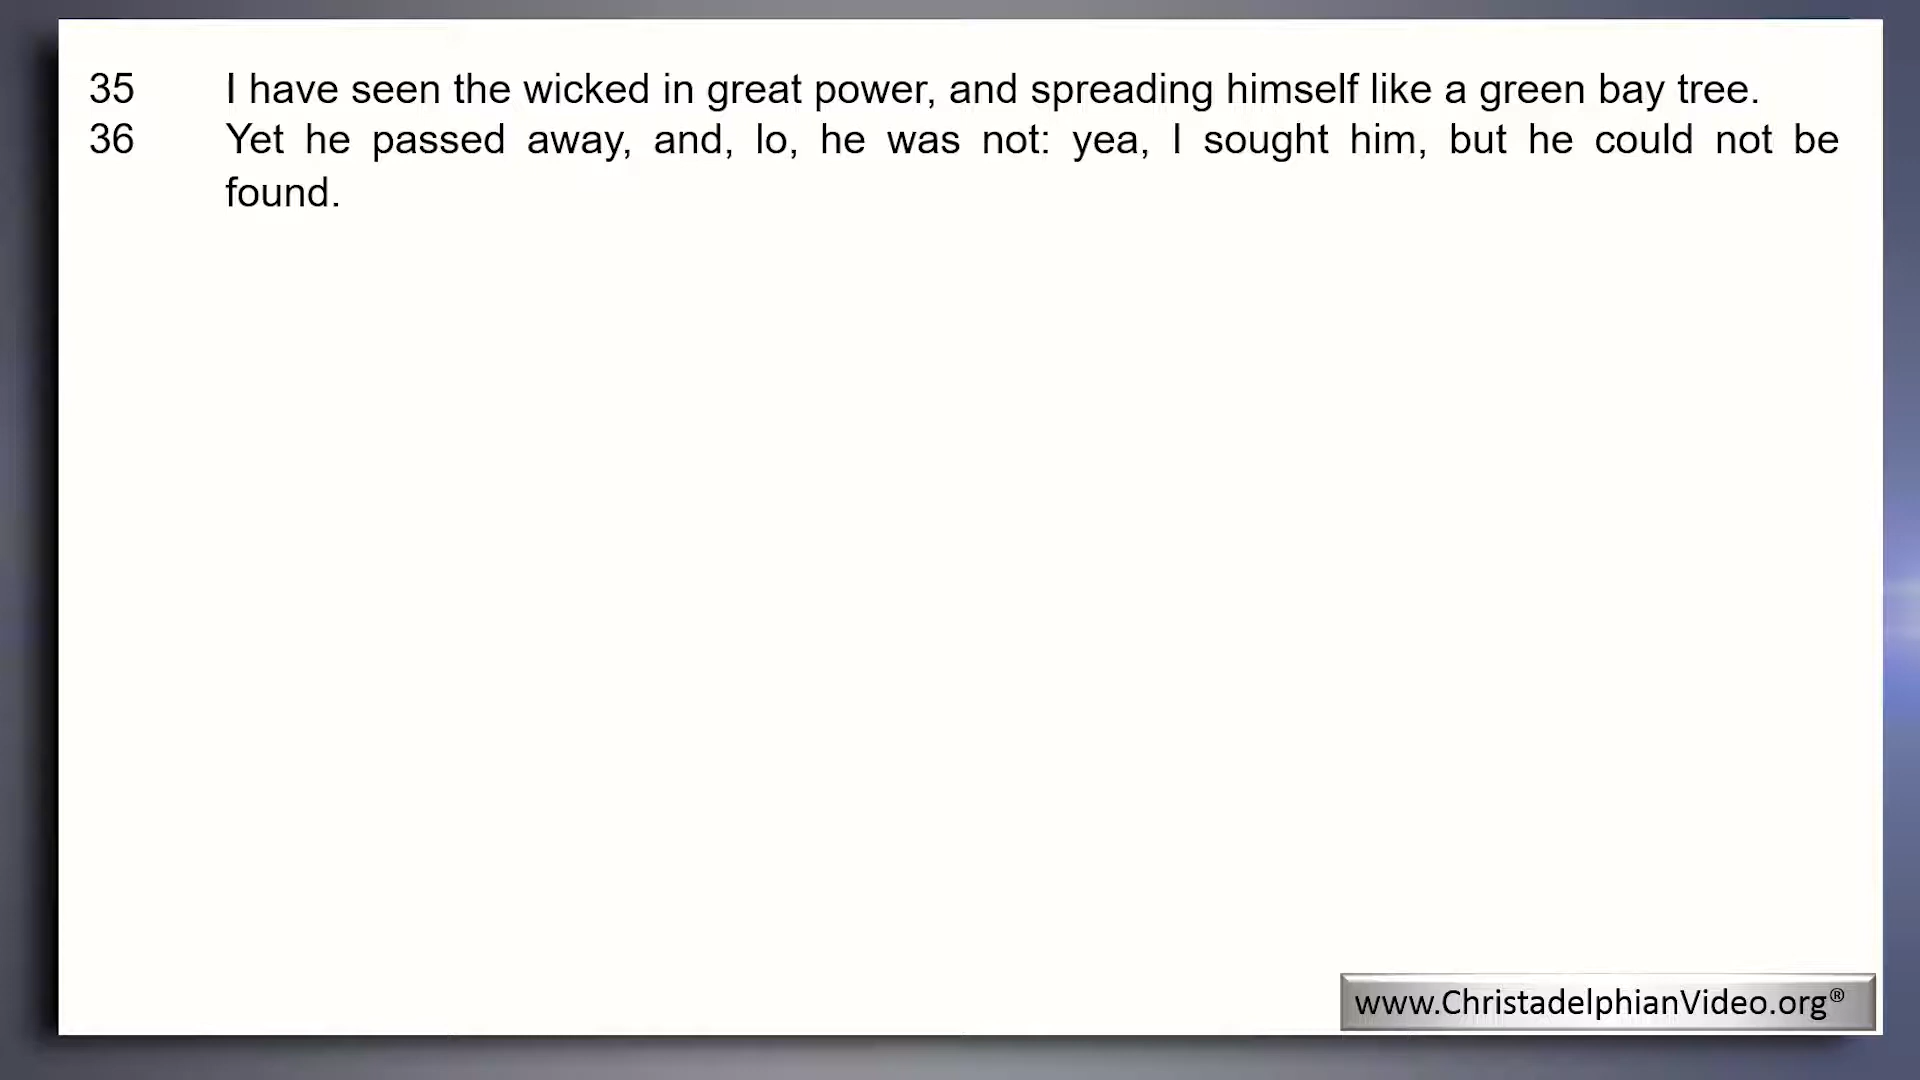 35 I have seen the wicked in great power, and spreading himself like a green bay tree.
36 Yet he passed away, and, lo, he was not: yea, I sought him, but he could not be
found.
www.ChristadelphianVideo.org®